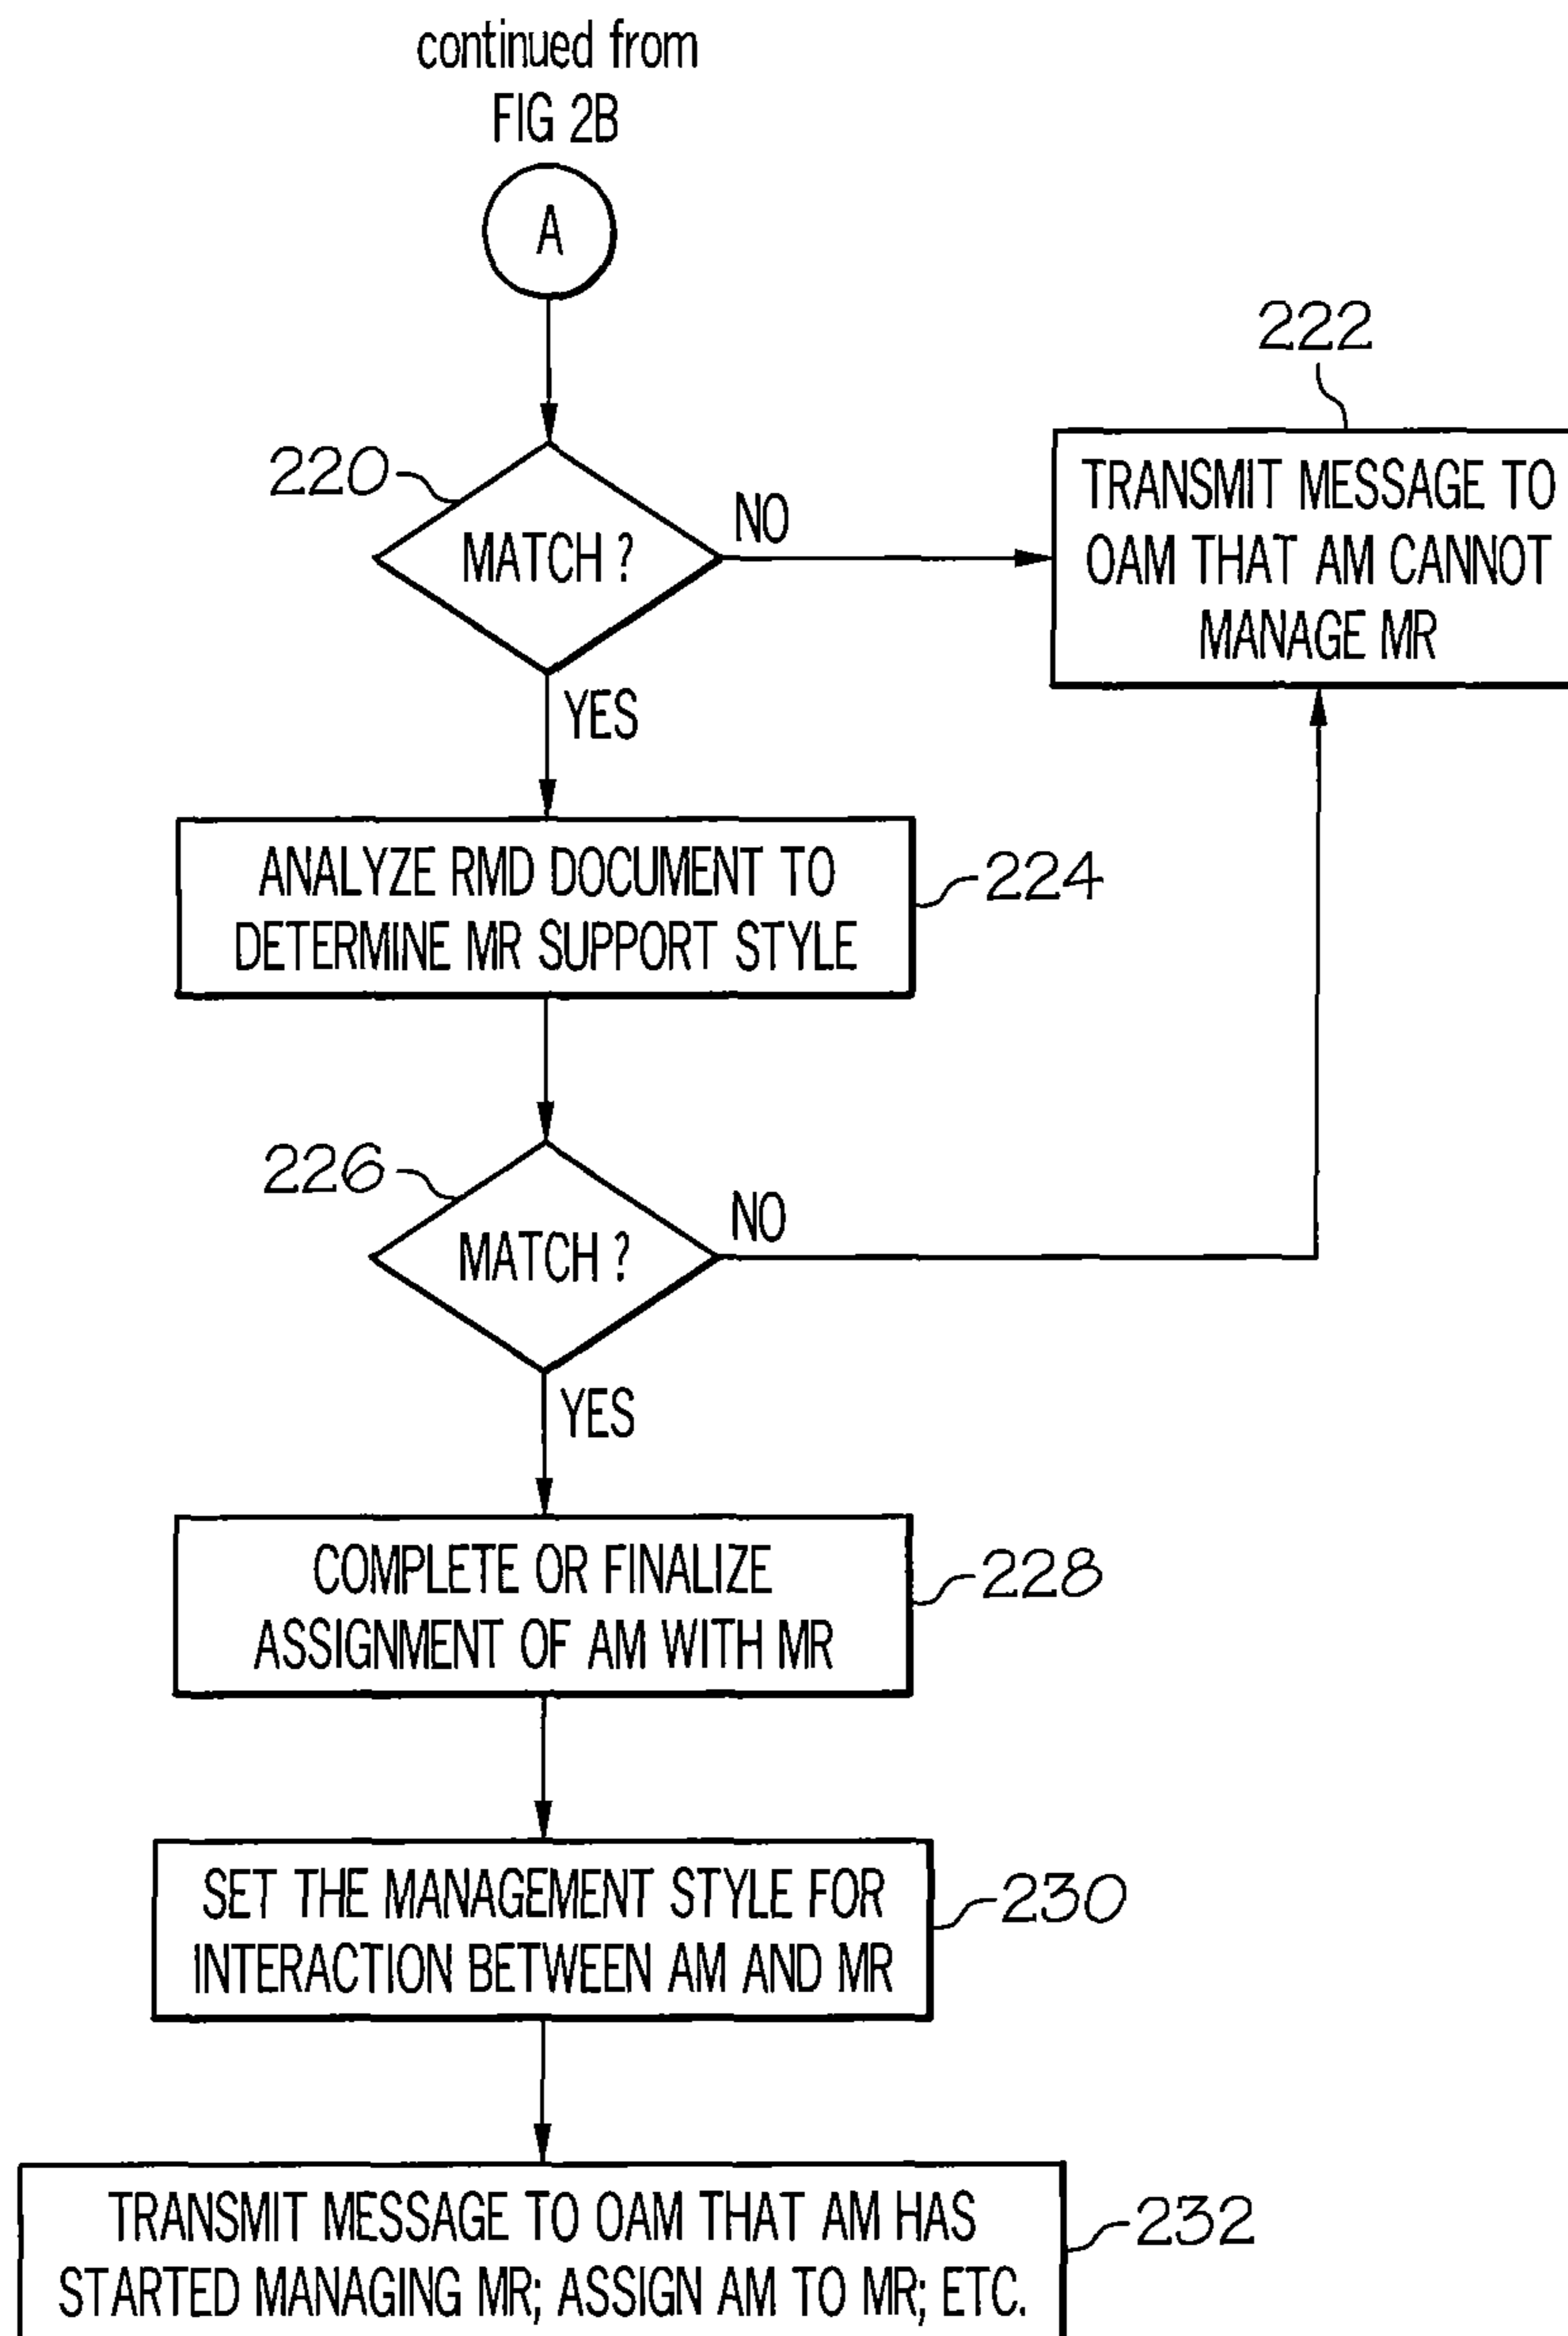 continued from
FIG 2B
A
222
TRANSMIT MESSAGE TO
OAM THAT AM CANNOT
MANAGE MR
220
MATCH ?
NO
YES
ANALYZE RMD DOCUMENT TO
DETERMINE MR SUPPORT STYLE
224
226
MATCH ?
NO
YES
COMPLETE OR FINALIZE
ASSIGNMENT OF AM WITH MR
228
SET THE MANAGEMENT STYLE FOR
INTERACTION BETWEEN AM AND MR
230
TRANSMIT MESSAGE TO OAM THAT AM HAS
STARTED MANAGING MR; ASSIGN AM TO MR; ETC.
232